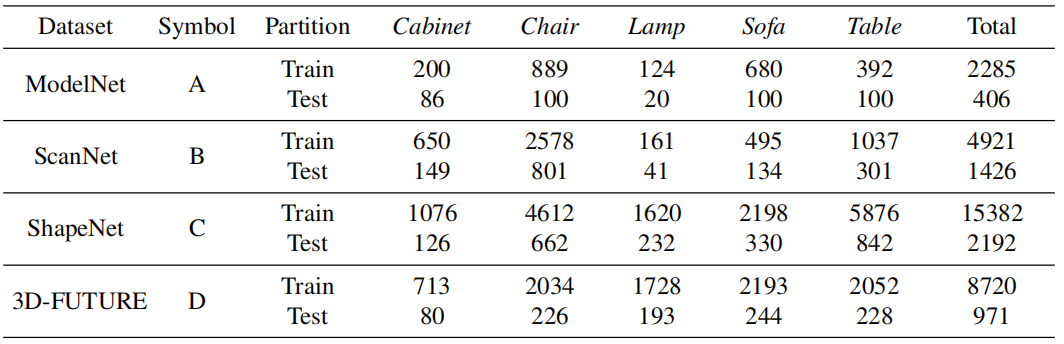 Dataset Symbol Partition Cabinet Chair Lamp Sofa Table Total
ModelNet A Train 200 889 124 680 392 2285
Test 86 100 20 100 100 406
ScanNet B Train 650 2578 161 495 1037 4921
Test 149 801 41 134 301 1426
ShapeNet C Train 1076 4612 1620 2198 5876 15382
Test 126 662 232 330 842 2192
3D-FUTURE D Train 713 2034 1728 2193 2052 8720
Test 80 226 193 244 228 971